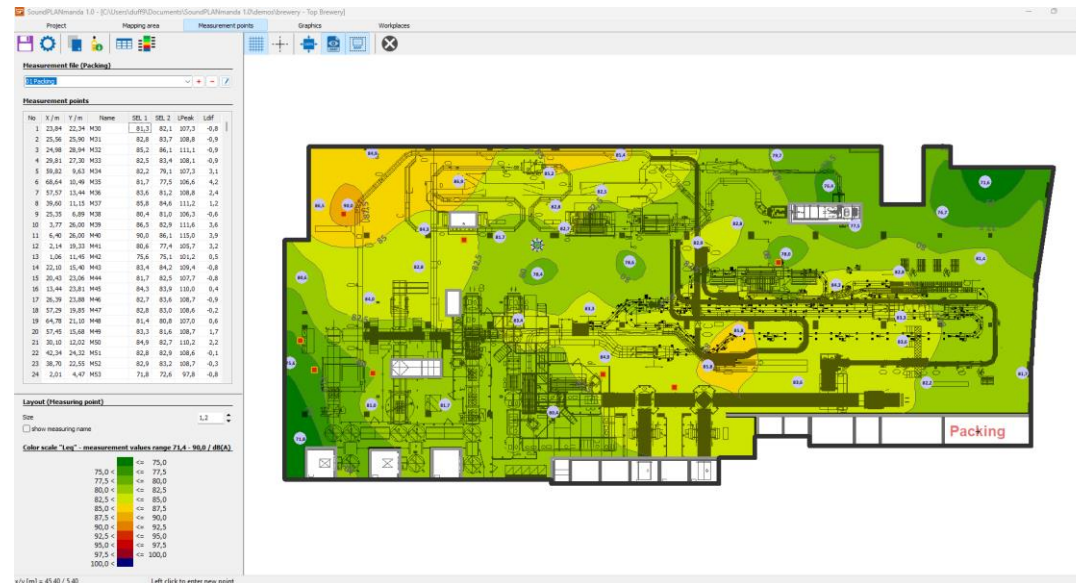 SoundPLANmanda 1.0 - [C:\Users\duffi9\Documents\SoundPLANmanda 1.0\demos\brewery - Top Brewery]
Project Mapping area Measurement points Graphics Workplaces
Measurement file (Packing)
01 Packing
Measurement points
No X / m Y / m Name SEL 1 SEL 2 LPeak Ldif
1 23,84 22,34 M30 81,3 82,1 107,3 -0,8
2 25,56 25,90 M31 82,8 83,7 108,8 -0,9
3 24,98 28,94 M32 85,2 86,1 111,1 -0,9
4 29,81 27,30 M33 82,5 83,4 108,1 -0,9
5 59,82 9,63 M34 82,2 79,1 107,3 3,1
6 68,64 10,49 M35 81,7 77,5 106,6 4,2
7 57,57 13,44 M36 83,6 81,2 108,8 2,4
8 39,60 11,15 M37 85,8 84,6 111,2 1,2
9 25,35 6,89 M38 80,4 81,0 106,3 -0,6
10 3,77 26,00 M39 86,5 82,9 111,6 3,6
11 6,40 26,00 M40 90,0 86,1 115,0 3,9
12 2,14 19,33 M41 80,6 77,4 105,7 3,2
13 1,06 11,45 M42 75,6 75,1 101,2 0,5
14 22,10 15,40 M43 83,4 84,2 109,4 -0,8
15 20,43 23,06 M44 81,7 82,5 107,7 -0,8
16 13,44 23,81 M45 84,3 83,9 110,0 0,4
17 26,39 23,88 M46 82,7 83,6 108,7 -0,9
18 57,29 19,85 M47 82,8 83,0 108,6 -0,2
19 64,78 21,10 M48 81,4 80,8 107,0 0,6
20 57,45 15,68 M49 83,3 81,6 108,7 1,7
21 30,10 12,02 M50 84,9 82,7 110,2 2,2
22 42,34 24,32 M51 82,8 82,9 108,6 -0,1
23 38,70 22,55 M52 82,9 83,2 108,7 -0,3
24 2,01 4,47 M53 71,8 72,6 97,8 -0,8
Layout (Measuring point)
Size 1,2
show measuring name
Color scale "Leq" - measurement values range 71,4 - 90,0 / dB(A)
<= 75,0
75,0 < <= 77,5
77,5 < <= 80,0
80,0 < <= 82,5
82,5 < <= 85,0
85,0 < <= 87,5
87,5 < <= 90,0
90,0 < <= 92,5
92,5 < <= 95,0
95,0 < <= 97,5
97,5 < <= 100,0
100,0 <
Packing
x/y [m] = 45,40 / 5,40 Left click to enter new point